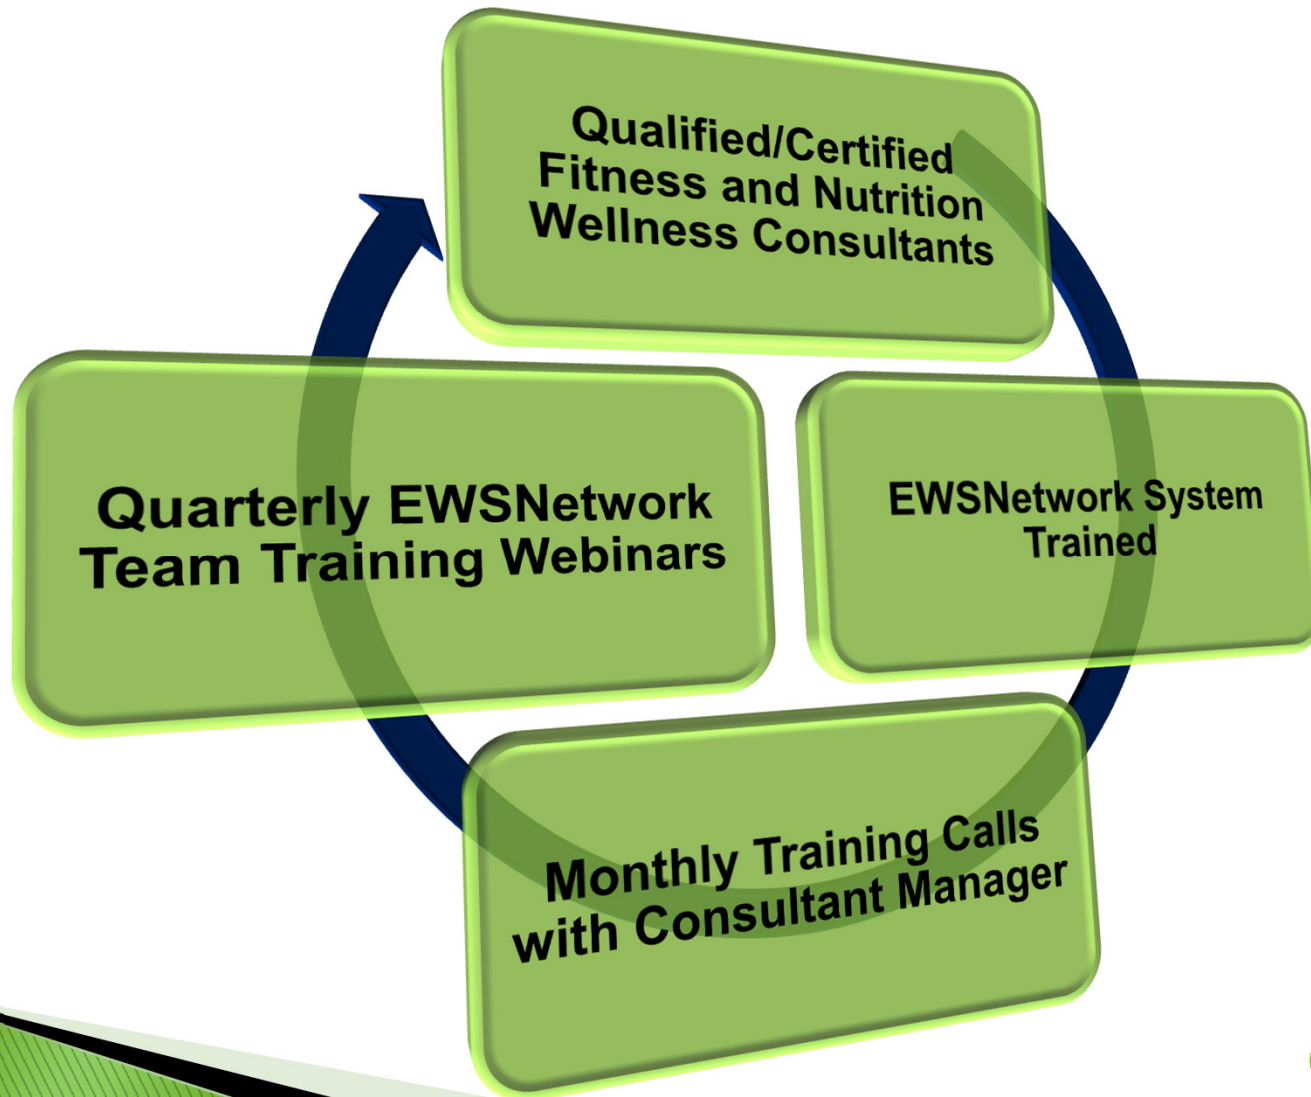 Qualified/Certified
Fitness and Nutrition
Wellness Consultants
EWSNetwork System
Trained
Monthly Training Calls
with Consultant Manager
Quarterly EWSNetwork
Team Training Webinars